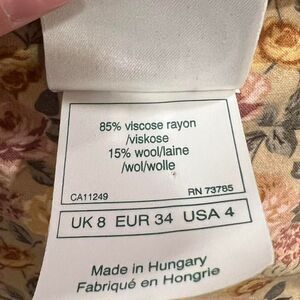 85% viscose rayon
/viskose
15% wool/laine
/wol/wolle
CA11249 RN 73785
UK 8 EUR 34 USA 4
Made in Hungary
Fabriqué en Hongrie